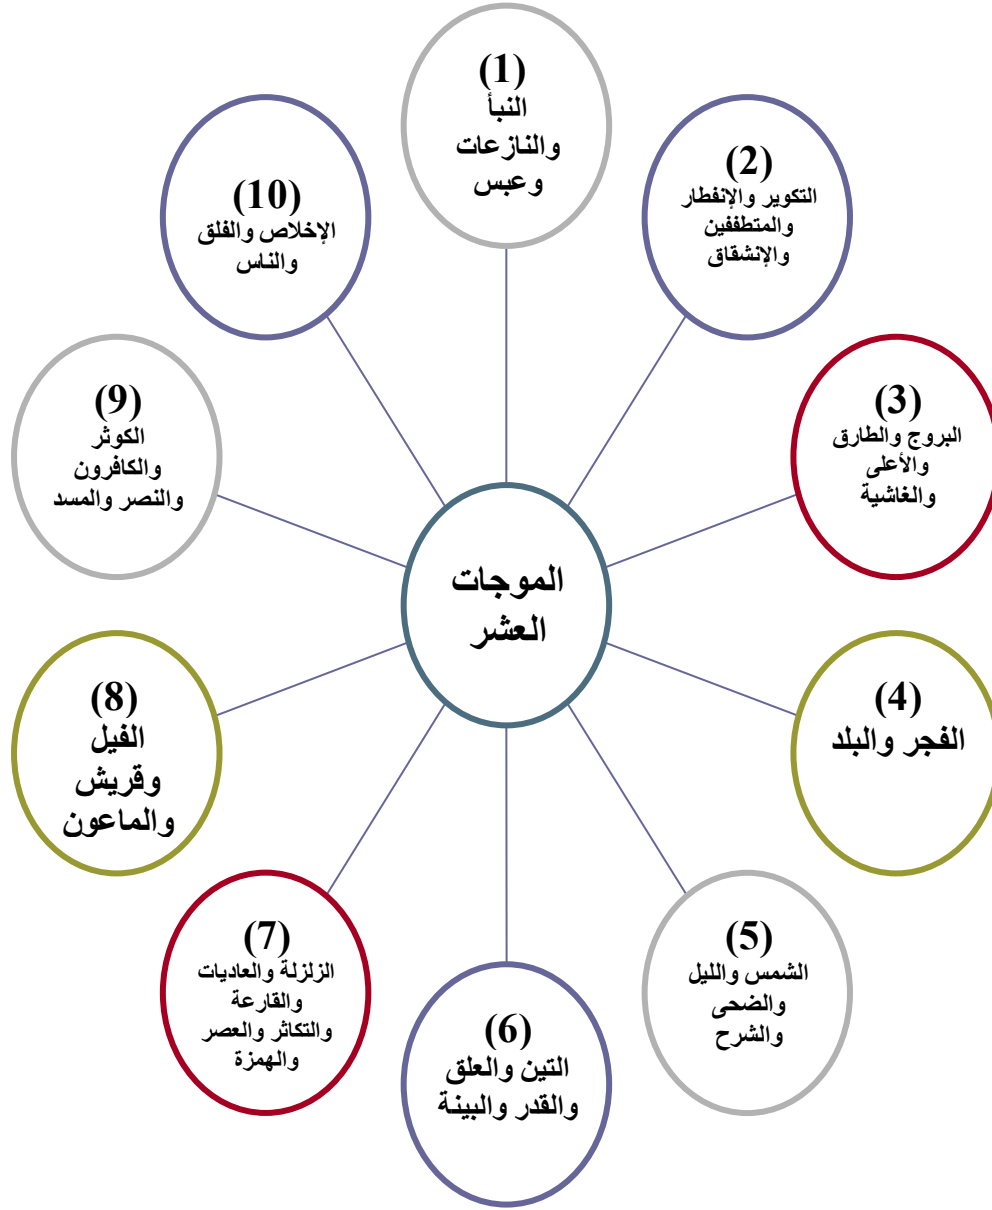 الموجات
العشر
(1)
النبأ
والنازعات
وعبس
(2)
التكوير والإنفطار
والمتطففين
والإنشقاق
(3)
البروج والطارق
والأعلى
والغاشية
(4)
الفجر والبلد
(5)
الشمس والليل
والضحى
والشرح
(6)
التين والعلق
والقدر والبينة
(7)
الزلزلة والعاديات
والقارعة
والتكاثر والعصر
والهمزة
(8)
الفيل
وقريش
والماعون
(9)
الكوثر
والكافرون
والنصر والمسد
(10)
الإخلاص والفلق
والناس